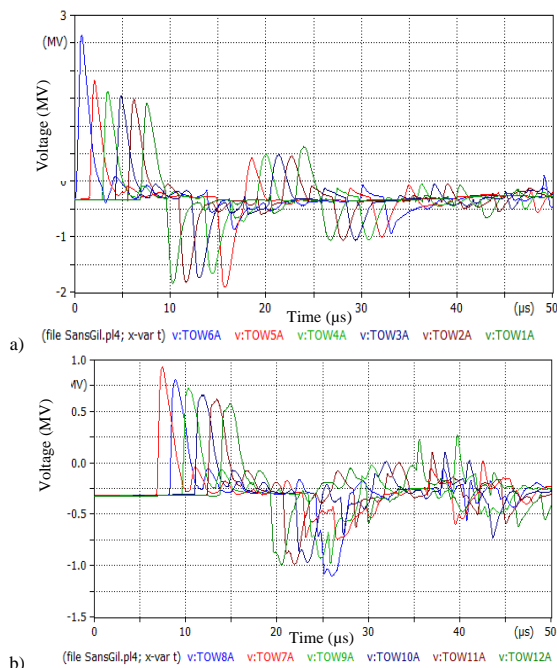 3
(MV)
Voltage (MV)
0
-1
-2
0 10 20 Time (µs) 30 40 (µs) 50
a) (file SansGil.pl4; x-var t) v:TOW6A v:TOW5A v:TOW4A v:TOW3A v:TOW2A v:TOW1A
1.0
MV)
Voltage (MV)
0.5
0.0
-0.5
-1.0
-1.5
0 10 20 Time (µs) 30 40 (µs) 50
b) (file SansGil.pl4; x-var t) v:TOW8A v:TOW7A v:TOW9A v:TOW10A v:TOW11A v:TOW12A